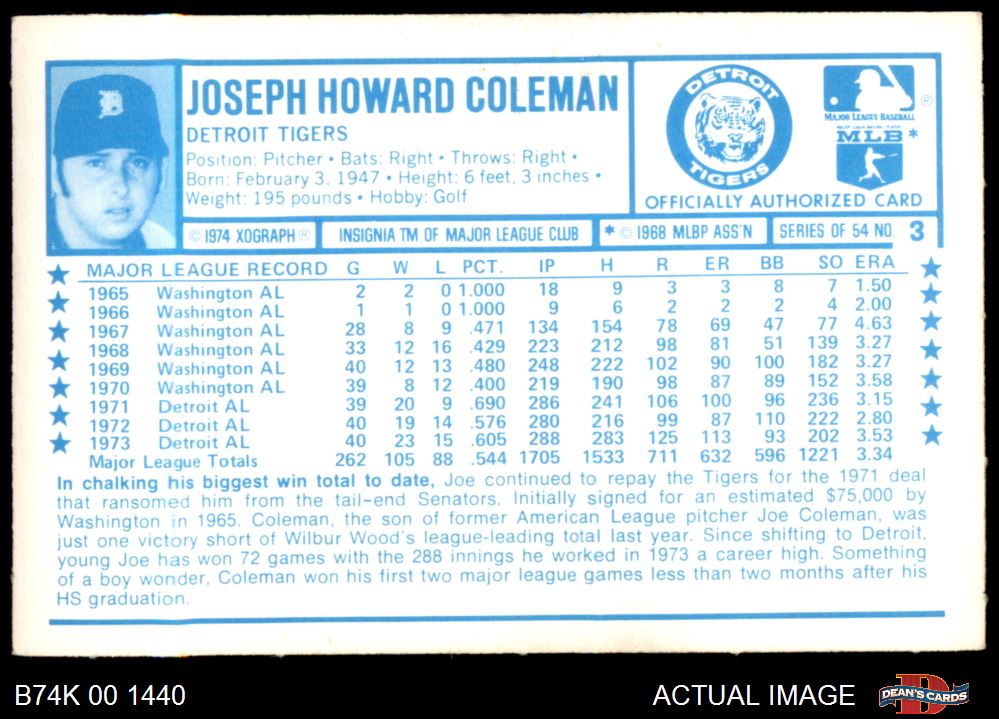 JOSEPH HOWARD COLEMAN
DETROIT TIGERS
Position: Pitcher • Bats: Right • Throws: Right •
Born: February 3, 1947 • Height: 6 feet, 3 inches •
Weight: 195 pounds • Hobby: Golf
DETROIT
TIGERS
®
MAJOR LEAGUE BASEBALL
MAJOR LEAGUE BASEBALL PLAYERS
MLB *
OFFICIALLY AUTHORIZED CARD
© 1974 XOGRAPH ® INSIGNIA TM OF MAJOR LEAGUE CLUB * © 1968 MLBP ASS'N SERIES OF 54 NO. 3
MAJOR LEAGUE RECORD G W L PCT. IP H R ER BB SO ERA
1965 Washington AL 2 2 0 1.000 18 9 3 3 8 7 1.50
1966 Washington AL 1 1 0 1.000 9 6 2 2 2 4 2.00
1967 Washington AL 28 8 9 .471 134 154 78 69 47 77 4.63
1968 Washington AL 33 12 16 .429 223 212 98 81 51 139 3.27
1969 Washington AL 40 12 13 .480 248 222 102 90 100 182 3.27
1970 Washington AL 39 8 12 .400 219 190 98 87 89 152 3.58
1971 Detroit AL 39 20 9 .690 286 241 106 100 96 236 3.15
1972 Detroit AL 40 19 14 .576 280 216 99 87 110 222 2.80
1973 Detroit AL 40 23 15 .605 288 283 125 113 93 202 3.53
Major League Totals 262 105 88 .544 1705 1533 711 632 596 1221 3.34
In chalking his biggest win total to date, Joe continued to repay the Tigers for the 1971 deal
that ransomed him from the tail-end Senators. Initially signed for an estimated $75,000 by
Washington in 1965, Coleman, the son of former American League pitcher Joe Coleman, was
just one victory short of Wilbur Wood's league-leading total last year. Since shifting to Detroit,
young Joe has won 72 games with the 288 innings he worked in 1973 a career high. Something
of a boy wonder, Coleman won his first two major league games less than two months after his
HS graduation.
B74K 00 1440
ACTUAL IMAGE
DEAN'S CARDS